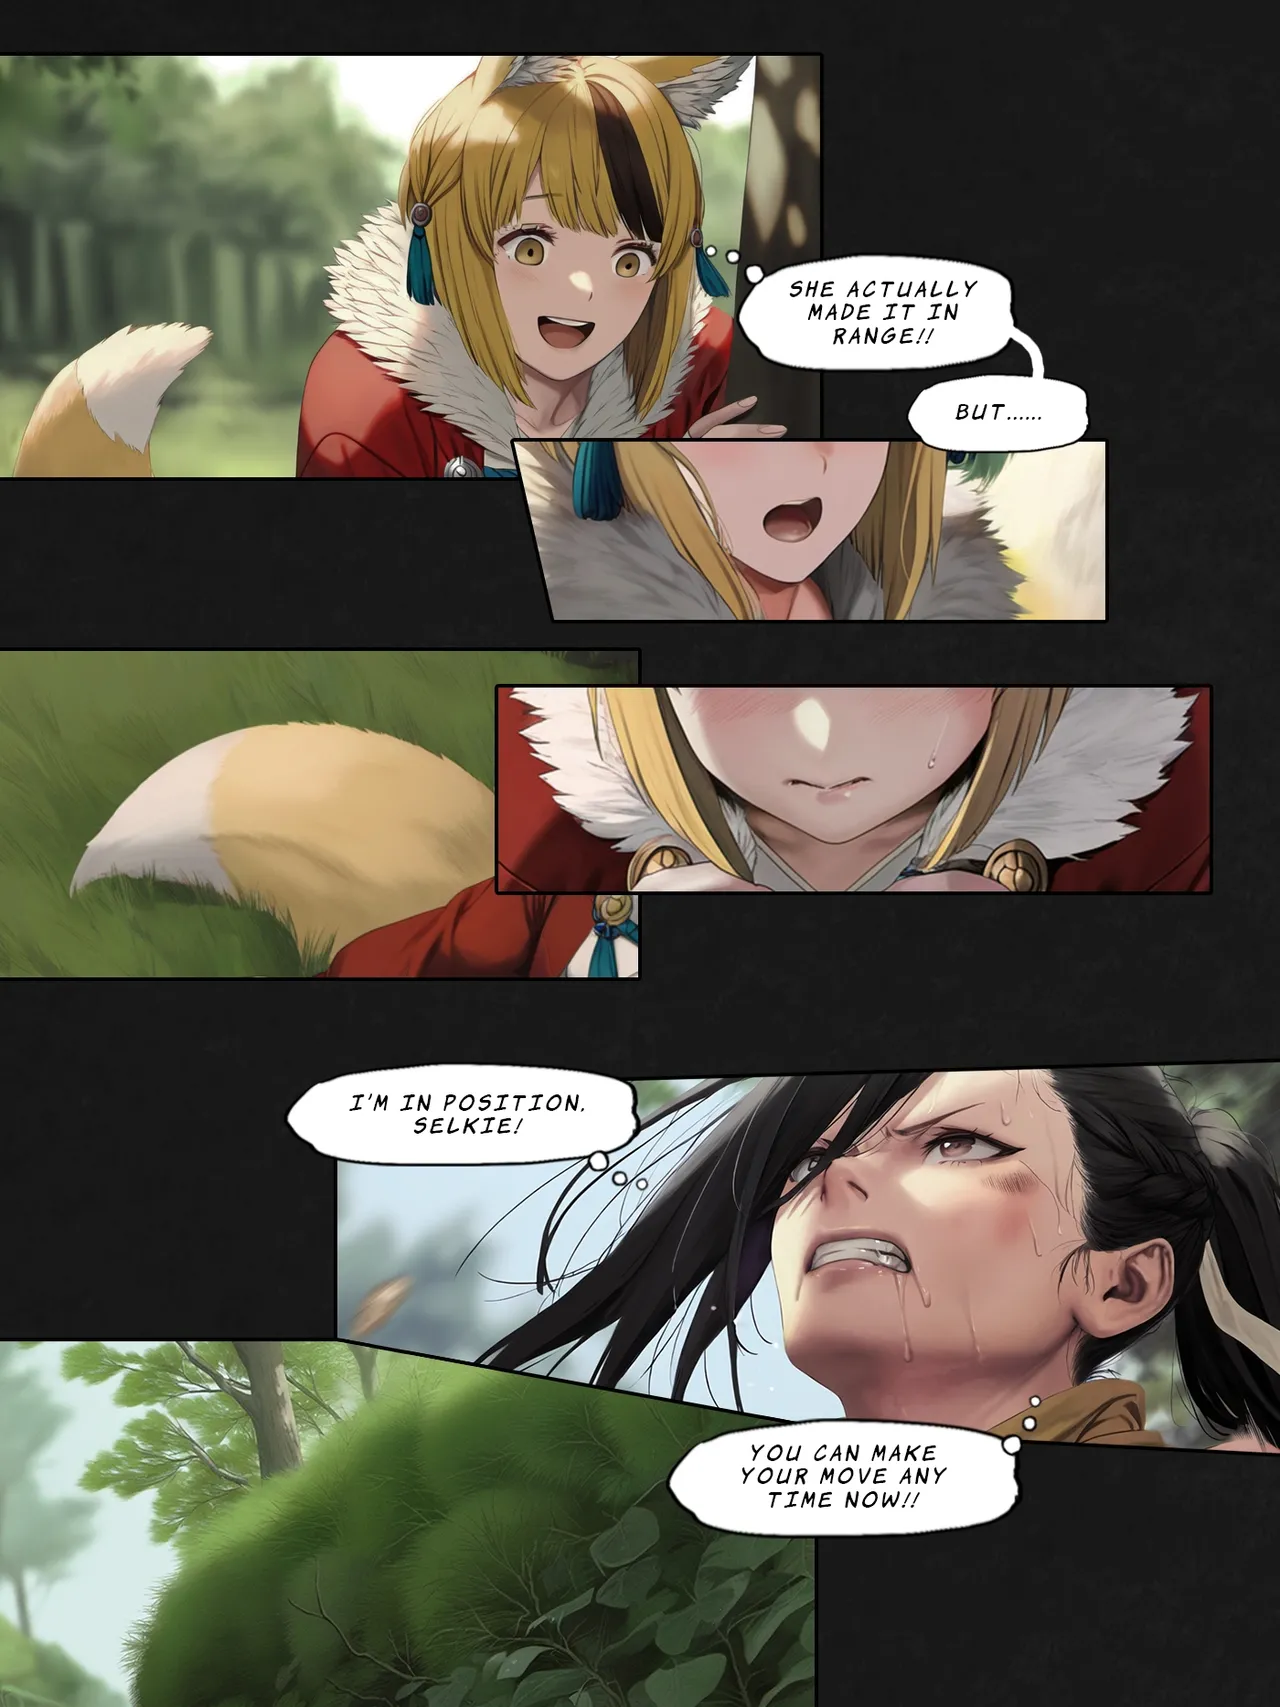 SHE ACTUALLY
MADE IT IN
RANGE!!
BUT......
I'M IN POSITION,
SELKIE!
YOU CAN MAKE
YOUR MOVE ANY
TIME NOW!!